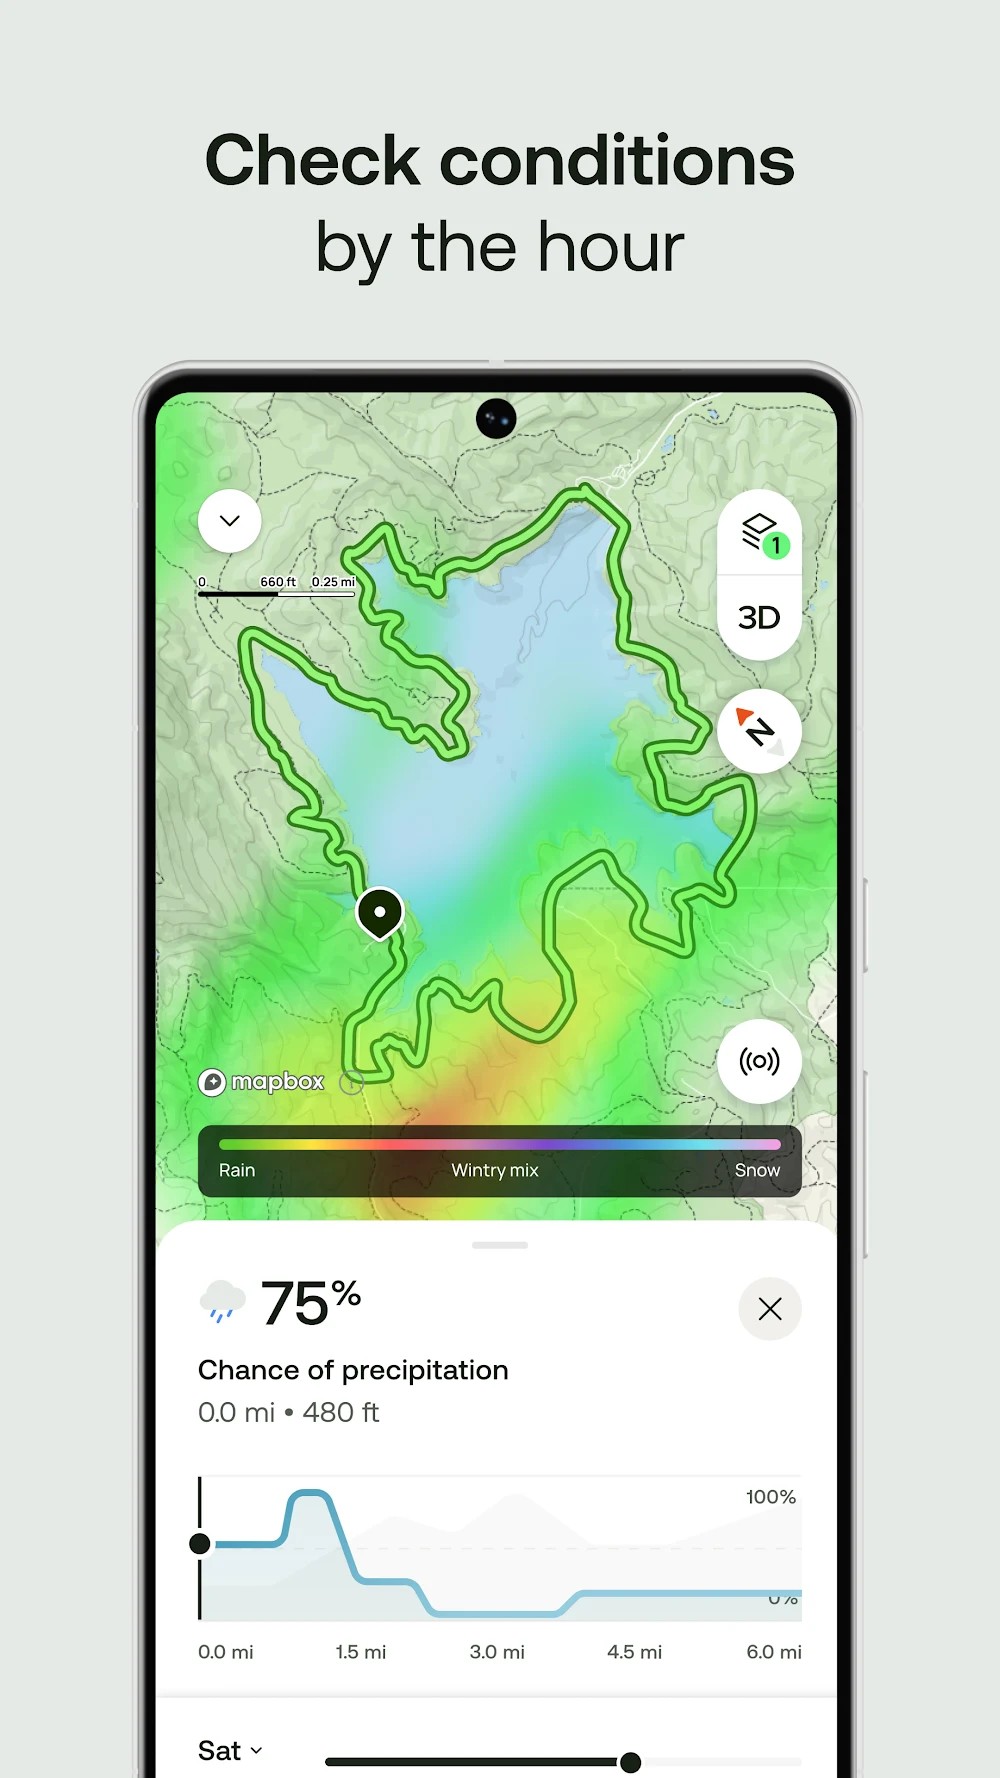 Check conditions
by the hour
0 660 ft 0.25 mi
1
3D
N
mapbox
Rain Wintry mix Snow
75%
Chance of precipitation
0.0 mi • 480 ft
100%
0%
0.0 mi 1.5 mi 3.0 mi 4.5 mi 6.0 mi
Sat